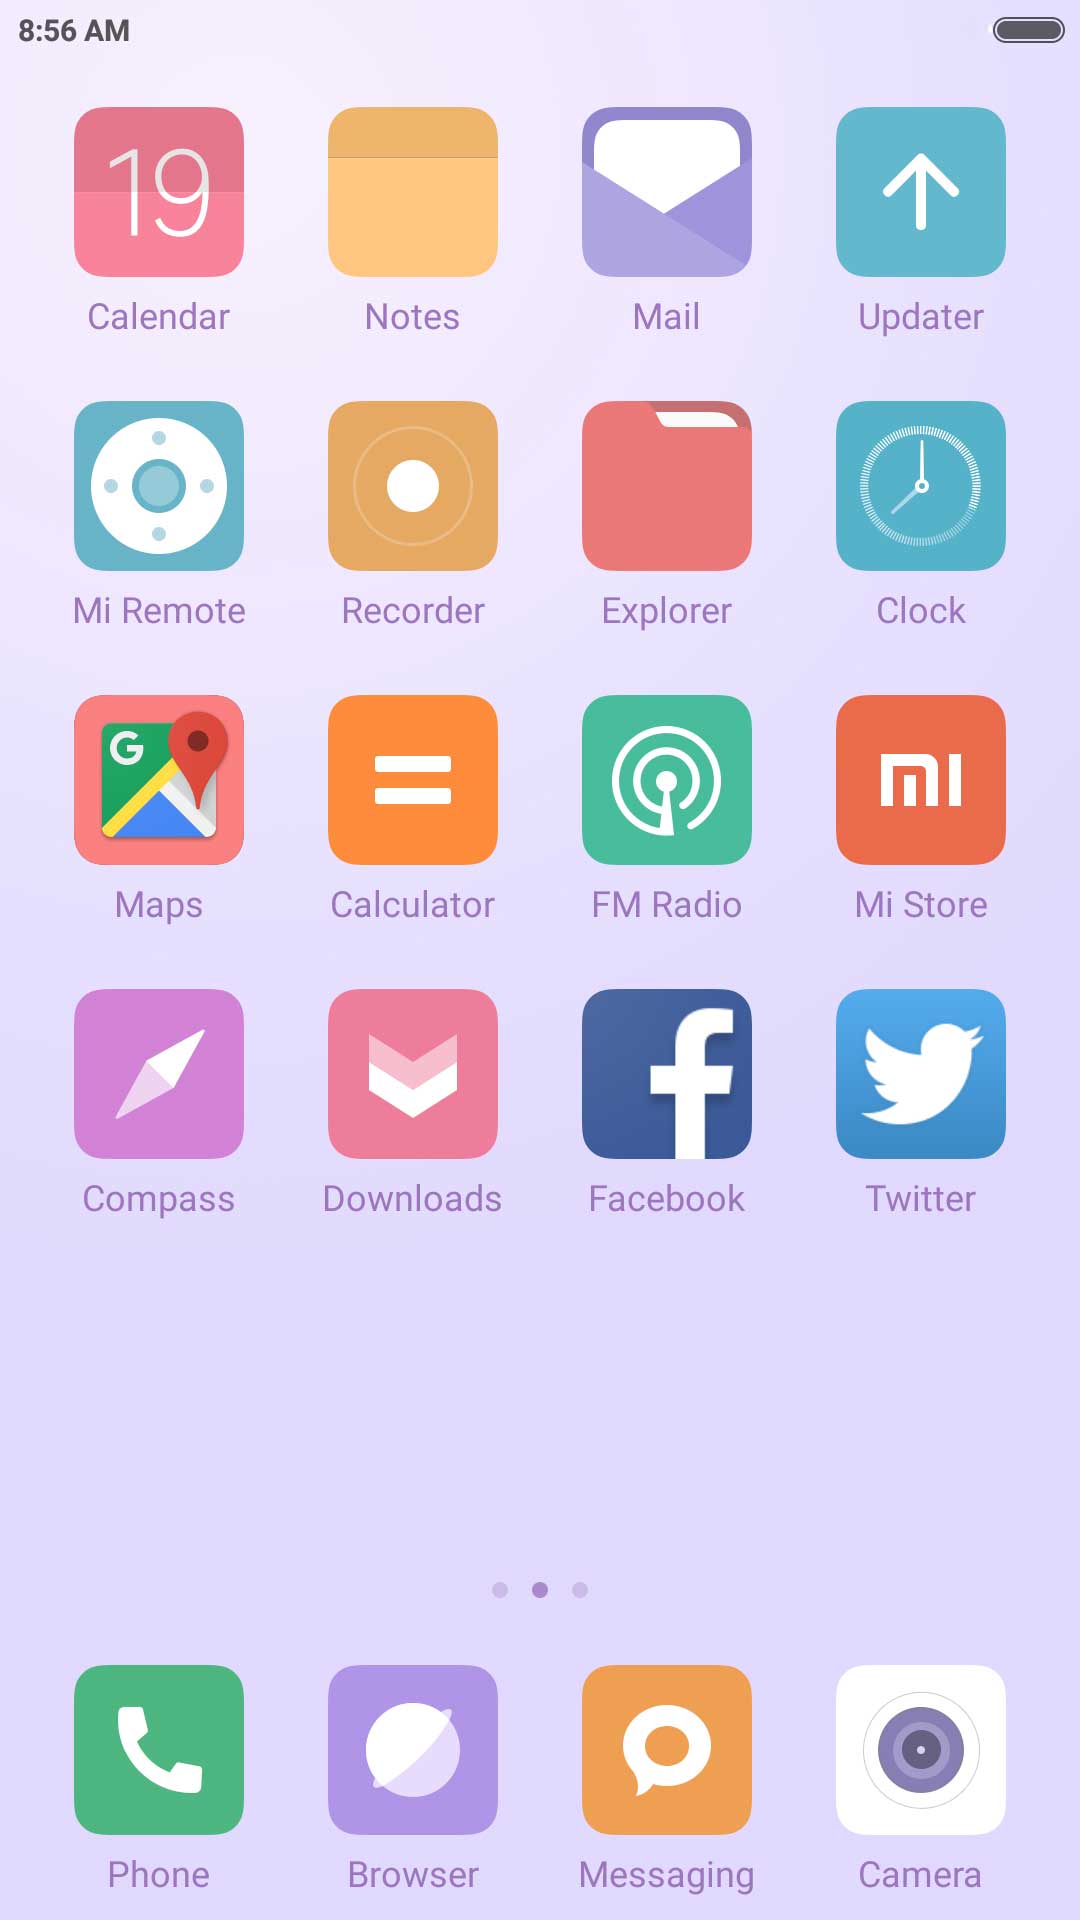 8:56 AM
19
Calendar Notes Mail Updater
Mi Remote Recorder Explorer Clock
G
mi
Maps Calculator FM Radio Mi Store
f
Compass Downloads Facebook Twitter
Phone Browser Messaging Camera